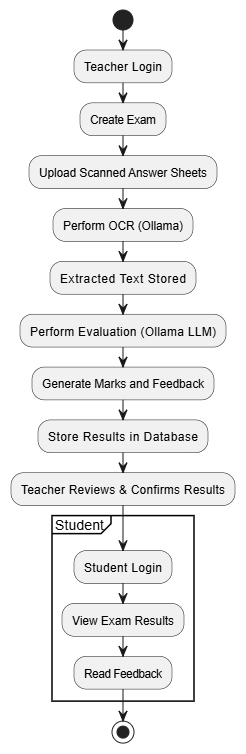 Teacher Login
Create Exam
Upload Scanned Answer Sheets
Perform OCR (Ollama)
Extracted Text Stored
Perform Evaluation (Ollama LLM)
Generate Marks and Feedback
Store Results in Database
Teacher Reviews & Confirms Results
Student
Student Login
View Exam Results
Read Feedback